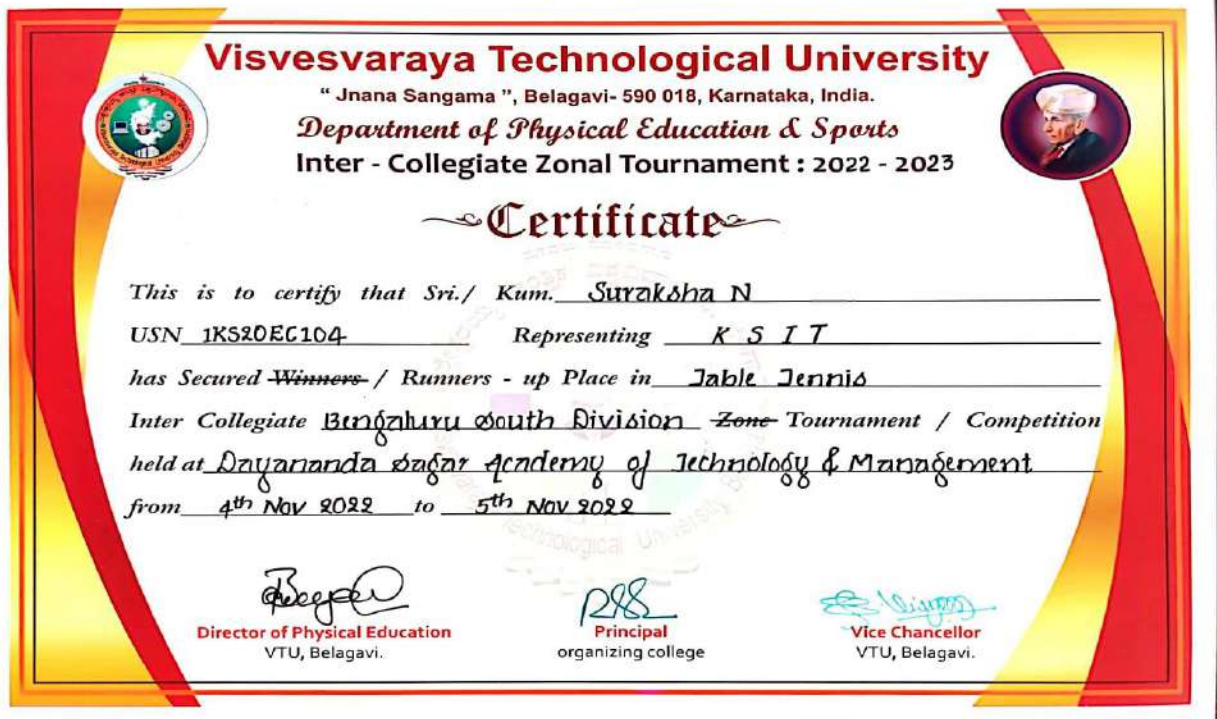 Visvesvaraya Technological University
“ Jnana Sangama ”, Belagavi- 590 018, Karnataka, India.
Department of Physical Education & Sports
Inter - Collegiate Zonal Tournament : 2022 - 2023
Certificate
This is to certify that Sri./ Kum. Suraksha N
USN 1KS20EC104 Representing K S I T
has Secured Winners / Runners - up Place in Table Tennis
Inter Collegiate Bengaluru South Division Zone Tournament / Competition
held at Dayananda Sagar Academy of Technology & Management
from 4th Nov 2022 to 5th Nov 2022
Director of Physical Education
VTU, Belagavi.
Principal
organizing college
Vice Chancellor
VTU, Belagavi.